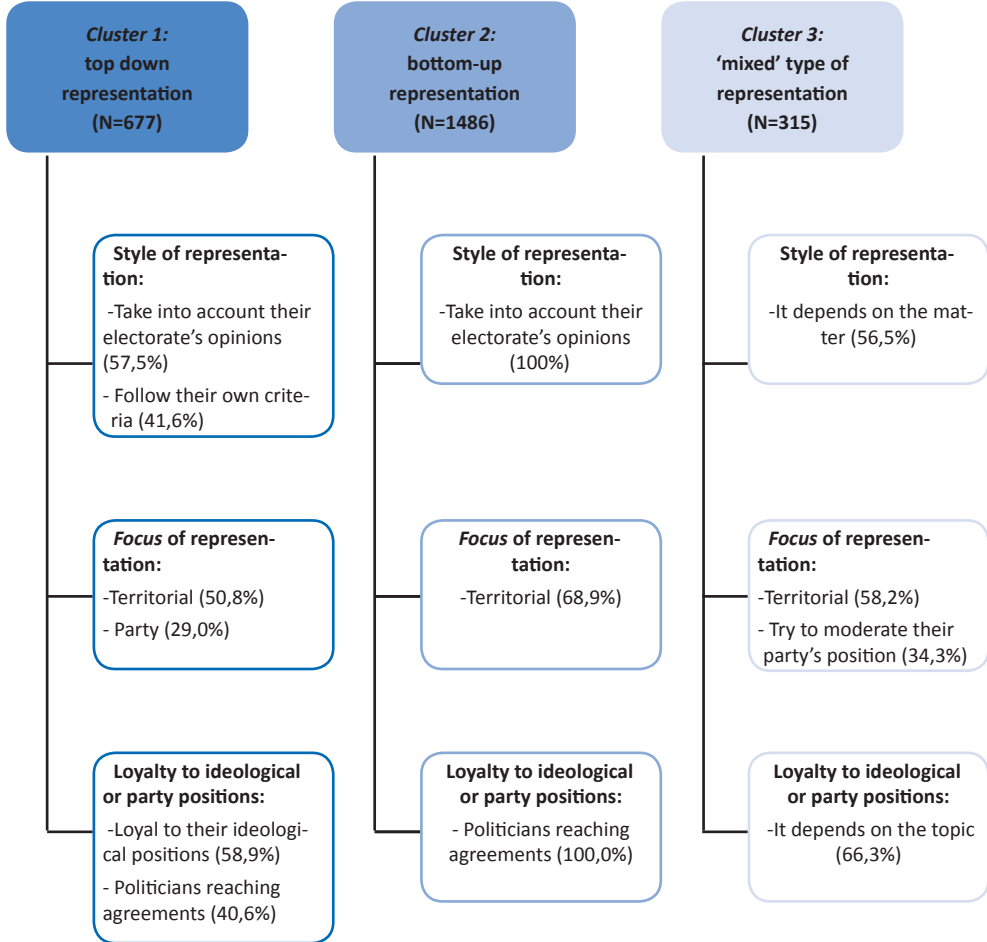 Cluster 1:
top down
representation
(N=677)
Style of representa-
tion:
-Take into account their
electorate’s opinions
(57,5%)
- Follow their own crite-
ria (41,6%)
Focus of represen-
tation:
-Territorial (50,8%)
- Party (29,0%)
Loyalty to ideological
or party positions:
-Loyal to their ideologi-
cal positions (58,9%)
- Politicians reaching
agreements (40,6%)
Cluster 2:
bottom-up
representation
(N=1486)
Style of representa-
tion:
-Take into account their
electorate’s opinions
(100%)
Focus of represen-
tation:
-Territorial (68,9%)
Loyalty to ideological
or party positions:
- Politicians reaching
agreements (100,0%)
Cluster 3:
‘mixed’ type of
representation
(N=315)
Style of representa-
tion:
-It depends on the mat-
ter (56,5%)
Focus of represen-
tation:
-Territorial (58,2%)
- Try to moderate their
party’s position (34,3%)
Loyalty to ideological
or party positions:
-It depends on the topic
(66,3%)